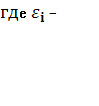 где εᵢ –